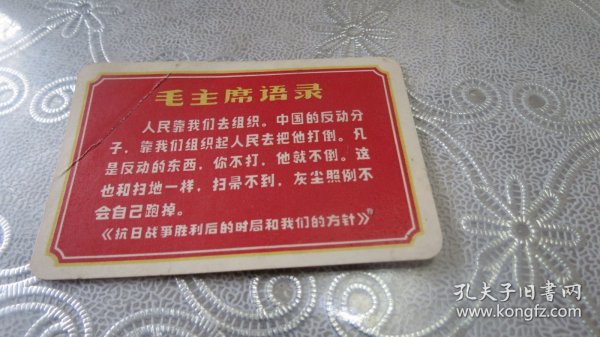 毛主席语录
人民靠我们去组织。中国的反动分
子，靠我们组织起人民去把他打倒。凡
是反动的东西，你不打，他就不倒。这
也和扫地一样，扫帚不到，灰尘照例不
会自己跑掉。
《抗日战争胜利后的时局和我们的方针》
孔夫子旧书网
www.kongfz.com